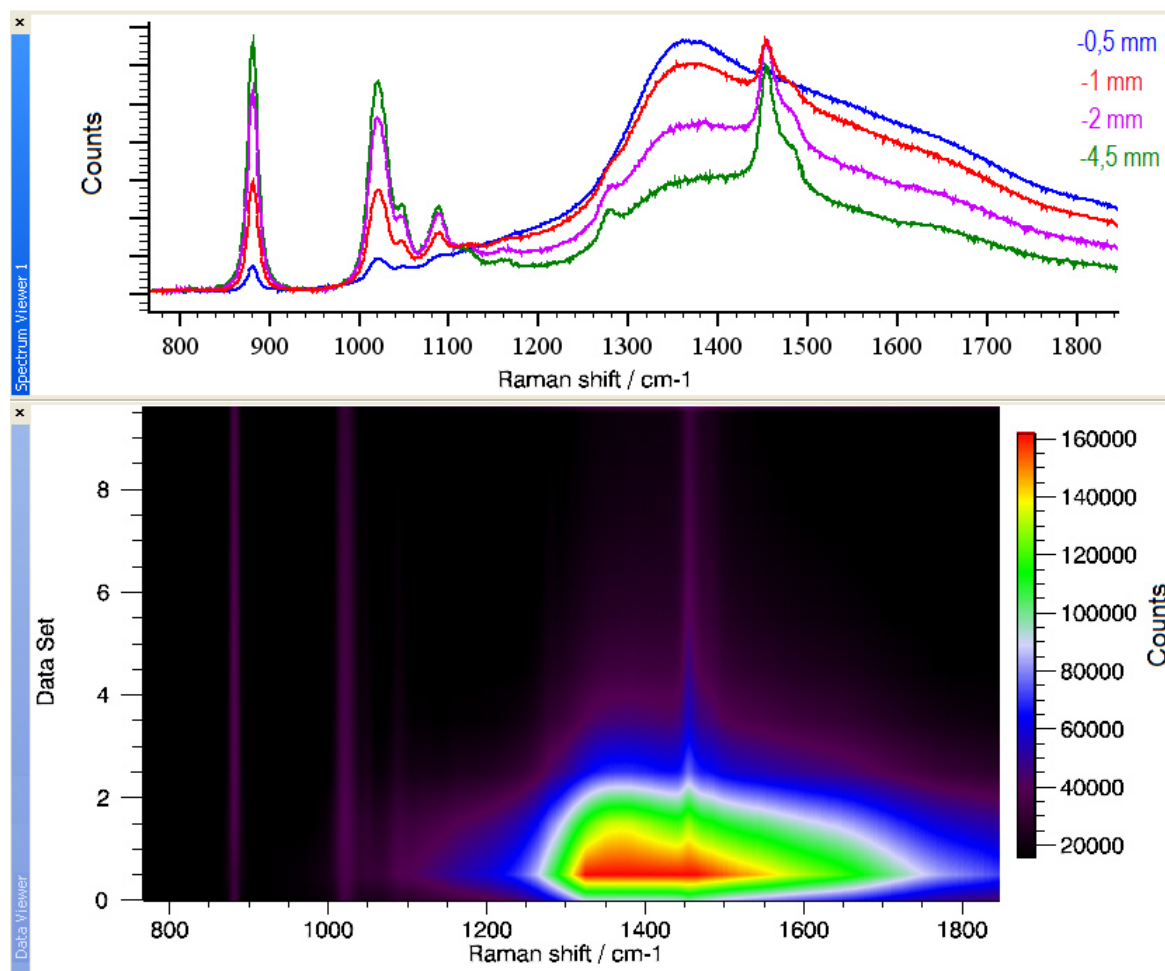 ×
Spectrum Viewer 1
Counts
-0,5 mm
-1 mm
-2 mm
-4,5 mm
800 900 1000 1100 1200 1300 1400 1500 1600 1700 1800
Raman shift / cm-1
×
Data Viewer
Data Set
8
6
4
2
0
800 1000 1200 1400 1600 1800
Raman shift / cm-1
160000
140000
120000
100000
80000
60000
40000
20000
Counts